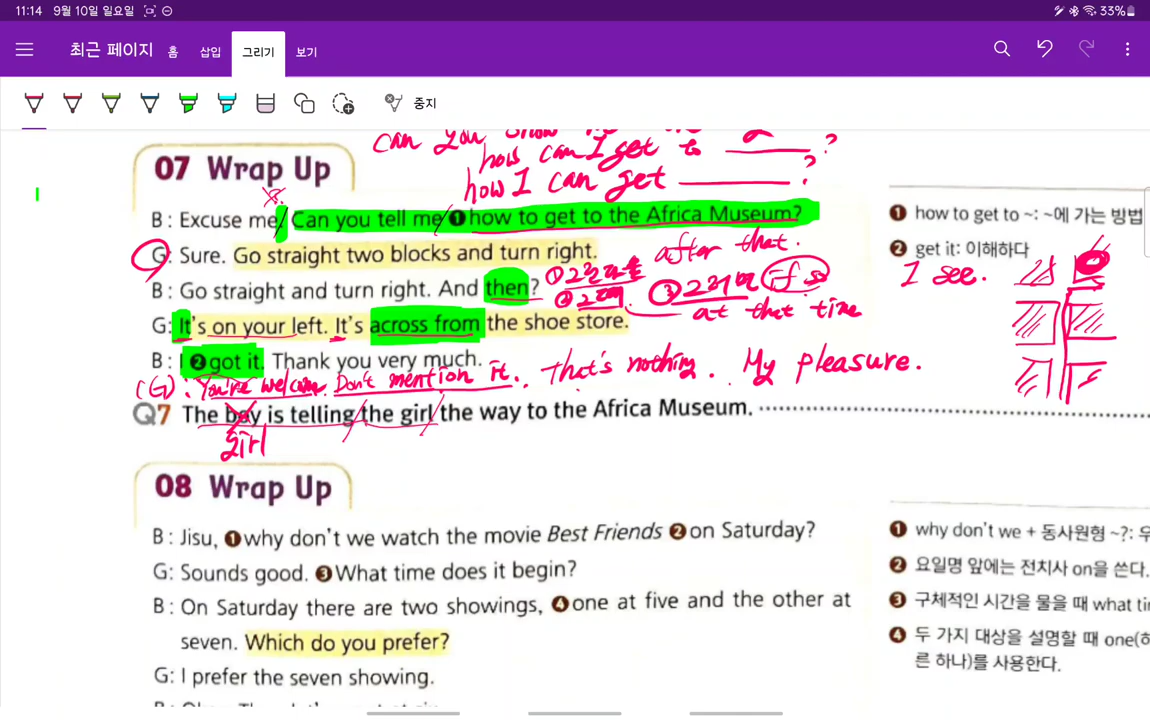 11:14 9월 10일 일요일 33%
최근 페이지 홈 삽입 그리기 보기
중지
can you show
how can I get to ______?
how I can get ______?
07 Wrap Up
B: Excuse me. Can you tell me ❶how to get to the Africa Museum?
G: Sure. Go straight two blocks and turn right.
after that.
B: Go straight and turn right. And then?
① 2런다음
② 2때
③ 2러면 if so
at that time
G: It's on your left. It's across from the shoe store.
B: I ❷got it. Thank you very much.
(G): You're welcome. Don't mention it. That's nothing. My pleasure.
Q7 The boy is telling the girl the way to the Africa Museum.
girl
❶ how to get to ~: ~에 가는 방법
❷ get it: 이해하다
I see.
08 Wrap Up
B: Jisu, ❶why don't we watch the movie Best Friends ❷on Saturday?
G: Sounds good. ❸What time does it begin?
B: On Saturday there are two showings, ❹one at five and the other at
seven. Which do you prefer?
G: I prefer the seven showing.
❶ why don't we + 동사원형 ~?: 우
❷ 요일명 앞에는 전치사 on을 쓴다.
❸ 구체적인 시간을 물을 때 what ti
❹ 두 가지 대상을 설명할 때 one(하
른 하나)를 사용한다.